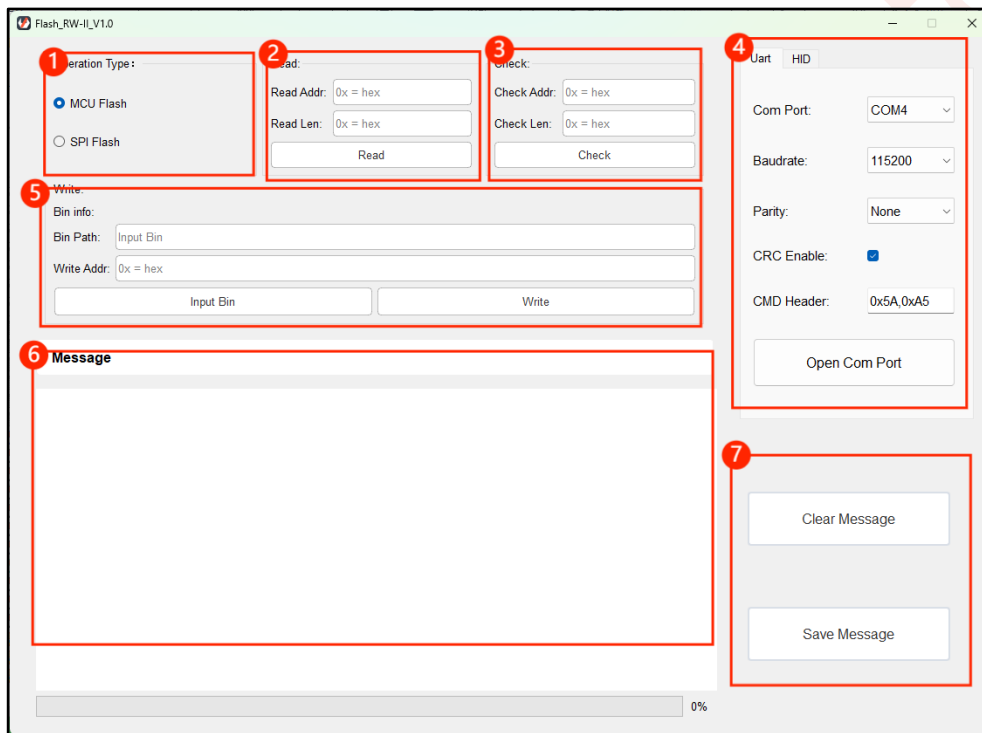 Flash_RW-II_V1.0
1
eration Type:
MCU Flash
SPI Flash
2
ead:
Read Addr: 0x = hex
Read Len: 0x = hex
Read
3
Check:
Check Addr: 0x = hex
Check Len: 0x = hex
Check
4
Uart HID
Com Port: COM4
Baudrate: 115200
Parity: None
CRC Enable:
CMD Header: 0x5A,0xA5
Open Com Port
5
Write:
Bin info:
Bin Path: Input Bin
Write Addr: 0x = hex
Input Bin Write
6
Message
7
Clear Message
Save Message
0%